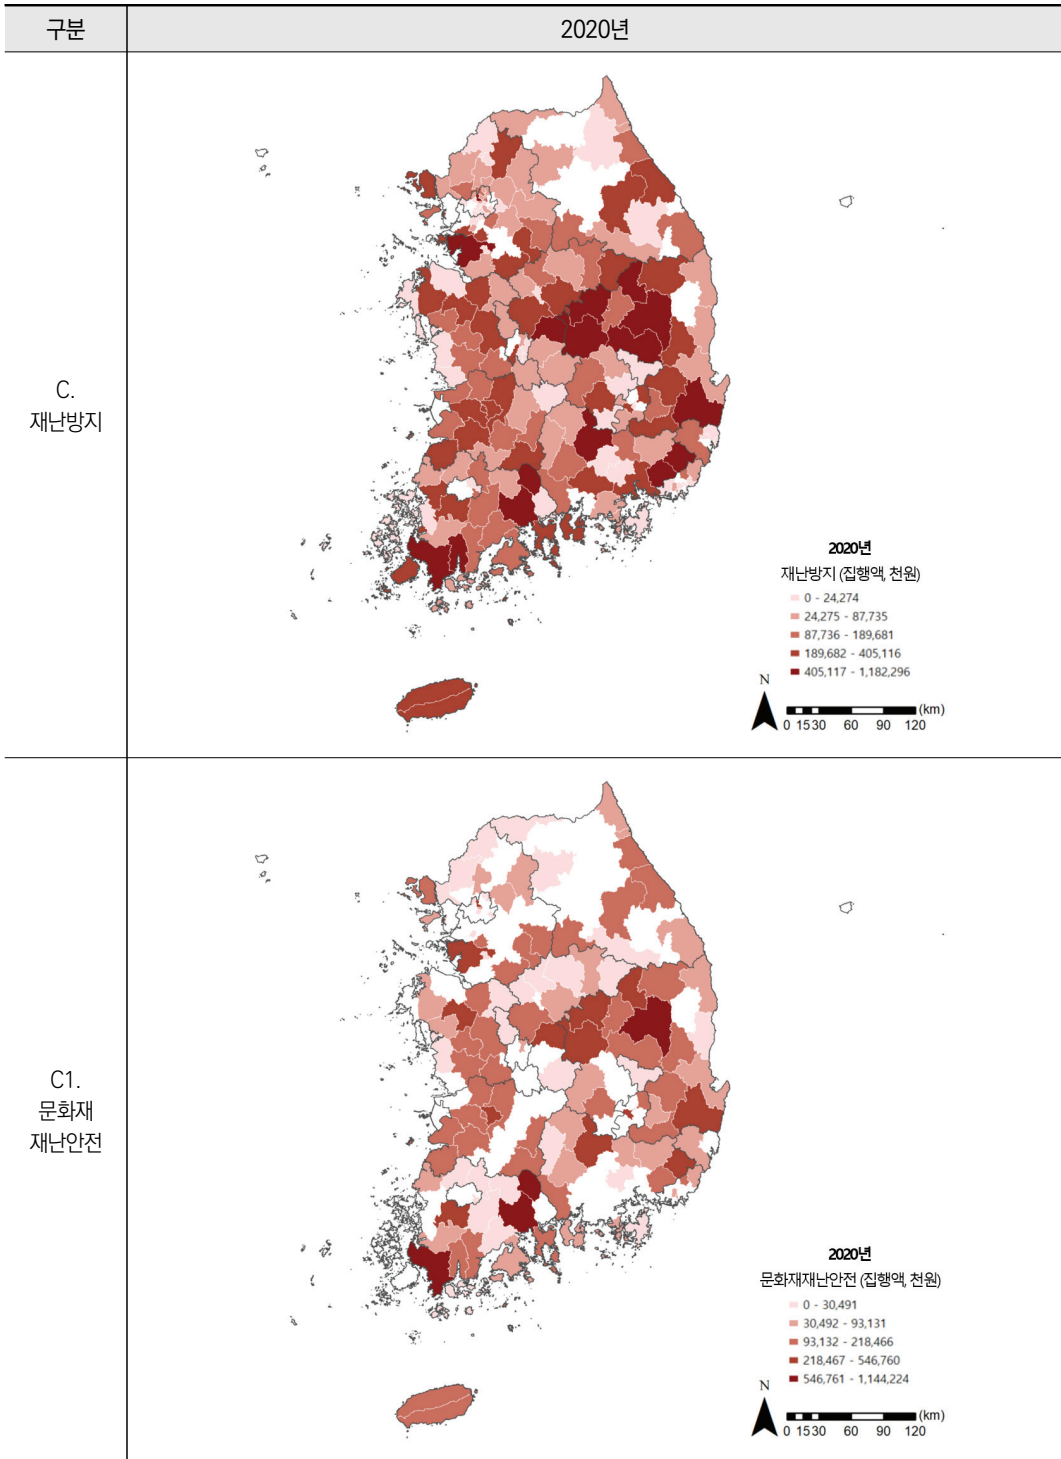 구분
2020년
C.
재난방지
2020년
재난방지 (집행액, 천원)
0 - 24,274
24,275 - 87,735
87,736 - 189,681
189,682 - 405,116
405,117 - 1,182,296
N
(km)
0 15 30 60 90 120
C1.
문화재
재난안전
2020년
문화재재난안전 (집행액, 천원)
0 - 30,491
30,492 - 93,131
93,132 - 218,466
218,467 - 546,760
546,761 - 1,144,224
N
(km)
0 15 30 60 90 120